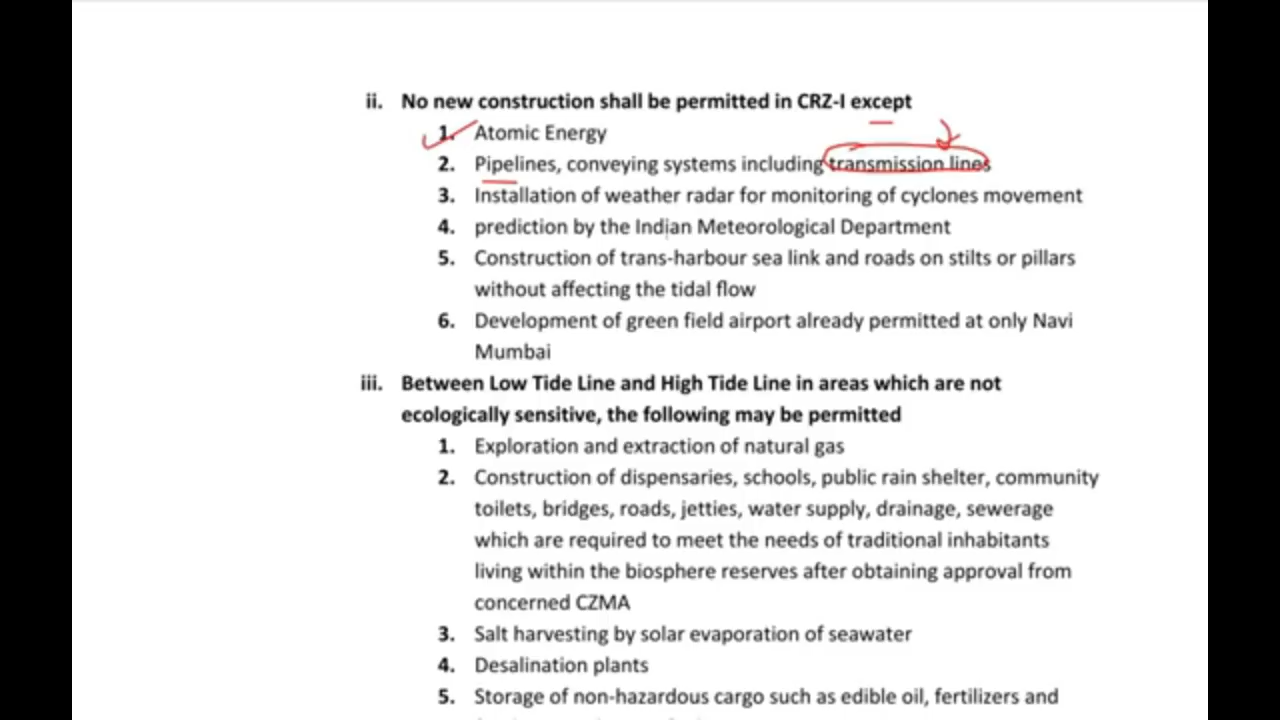 ii. No new construction shall be permitted in CRZ-I except
1. Atomic Energy
2. Pipelines, conveying systems including transmission lines
3. Installation of weather radar for monitoring of cyclones movement
4. prediction by the Indian Meteorological Department
5. Construction of trans-harbour sea link and roads on stilts or pillars
without affecting the tidal flow
6. Development of green field airport already permitted at only Navi
Mumbai
iii. Between Low Tide Line and High Tide Line in areas which are not
ecologically sensitive, the following may be permitted
1. Exploration and extraction of natural gas
2. Construction of dispensaries, schools, public rain shelter, community
toilets, bridges, roads, jetties, water supply, drainage, sewerage
which are required to meet the needs of traditional inhabitants
living within the biosphere reserves after obtaining approval from
concerned CZMA
3. Salt harvesting by solar evaporation of seawater
4. Desalination plants
5. Storage of non-hazardous cargo such as edible oil, fertilizers and